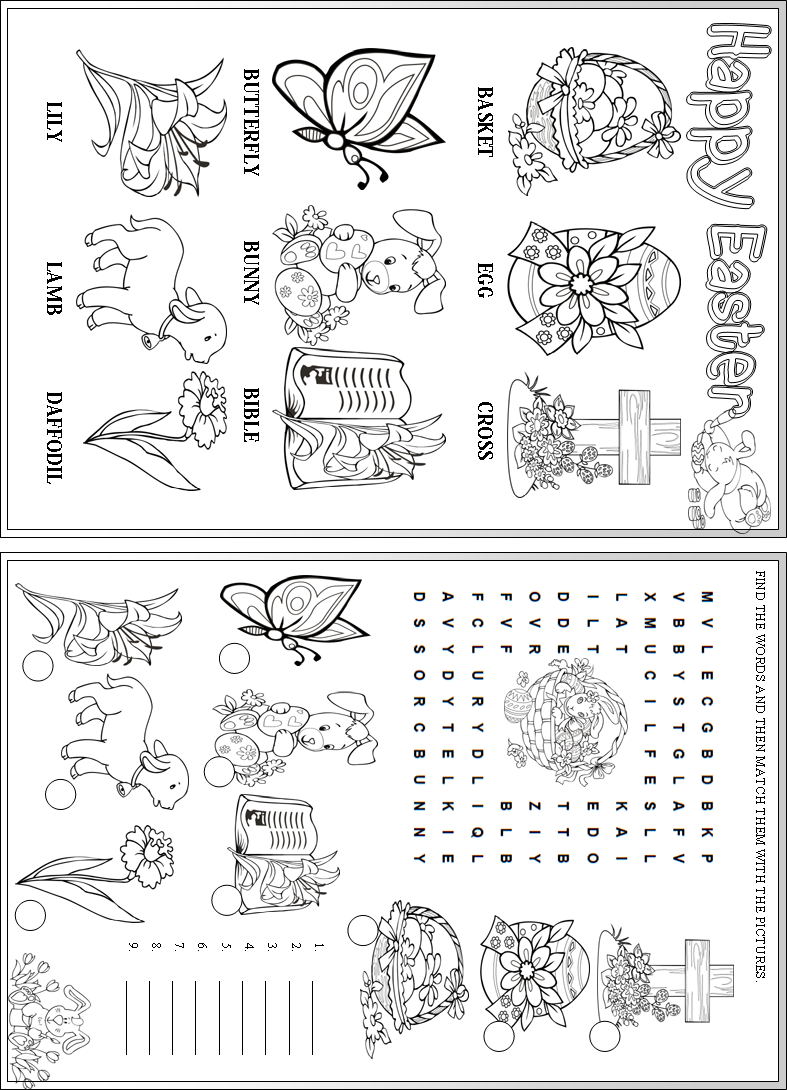 Happy Easter
BASKET EGG CROSS
BUTTERFLY BUNNY BIBLE
LILY LAMB DAFFODIL
FIND THE WORDS AND THEN MATCH THEM WITH THE PICTURES.
M V L E C G B D B K P
V B B Y S T G L A F V
X M U C I L F E S L L
L A T K A I
I L T E D O
D D E T T B
O V R Z I Y
F V F B L B
F C L U R Y D L I Q L
A V Y D Y T E L K I E
D S S O R C B U N N Y
1.
2.
3.
4.
5.
6.
7.
8.
9.